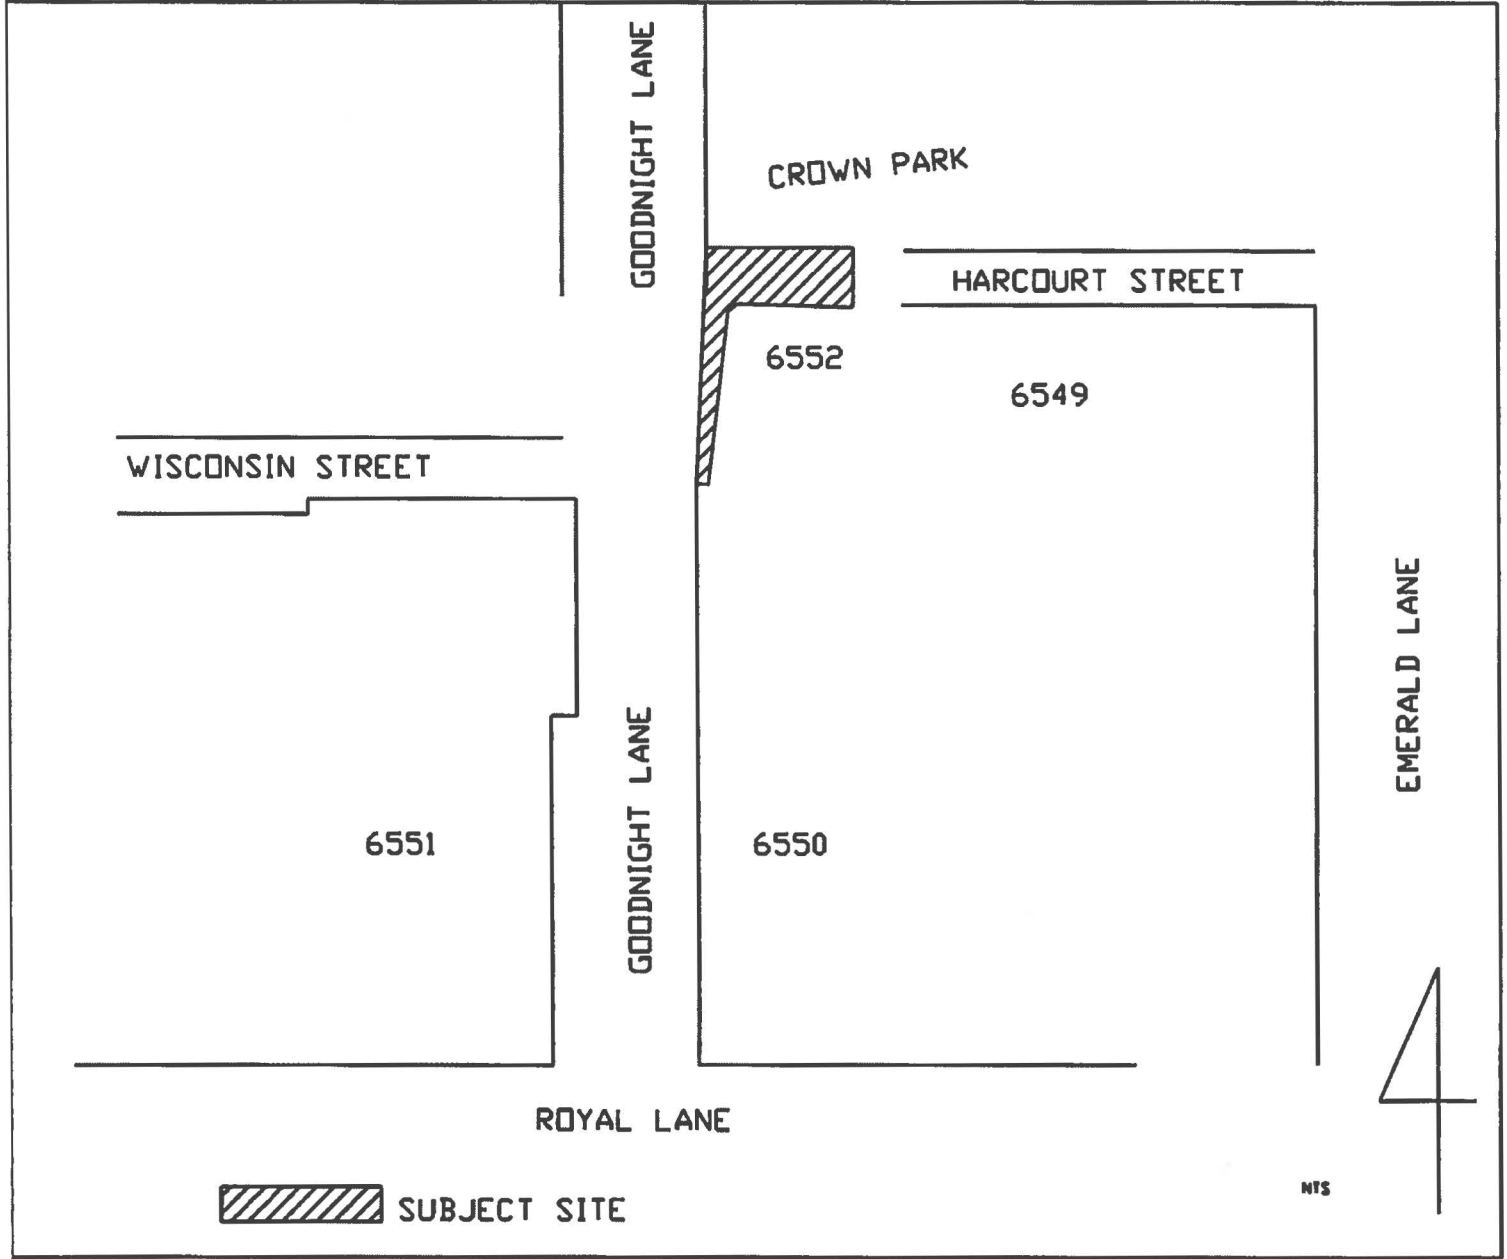 GOODNIGHT LANE
CROWN PARK
HARCOURT STREET
6552
6549
WISCONSIN STREET
EMERALD LANE
GOODNIGHT LANE
6551
6550
ROYAL LANE
NTS
SUBJECT SITE